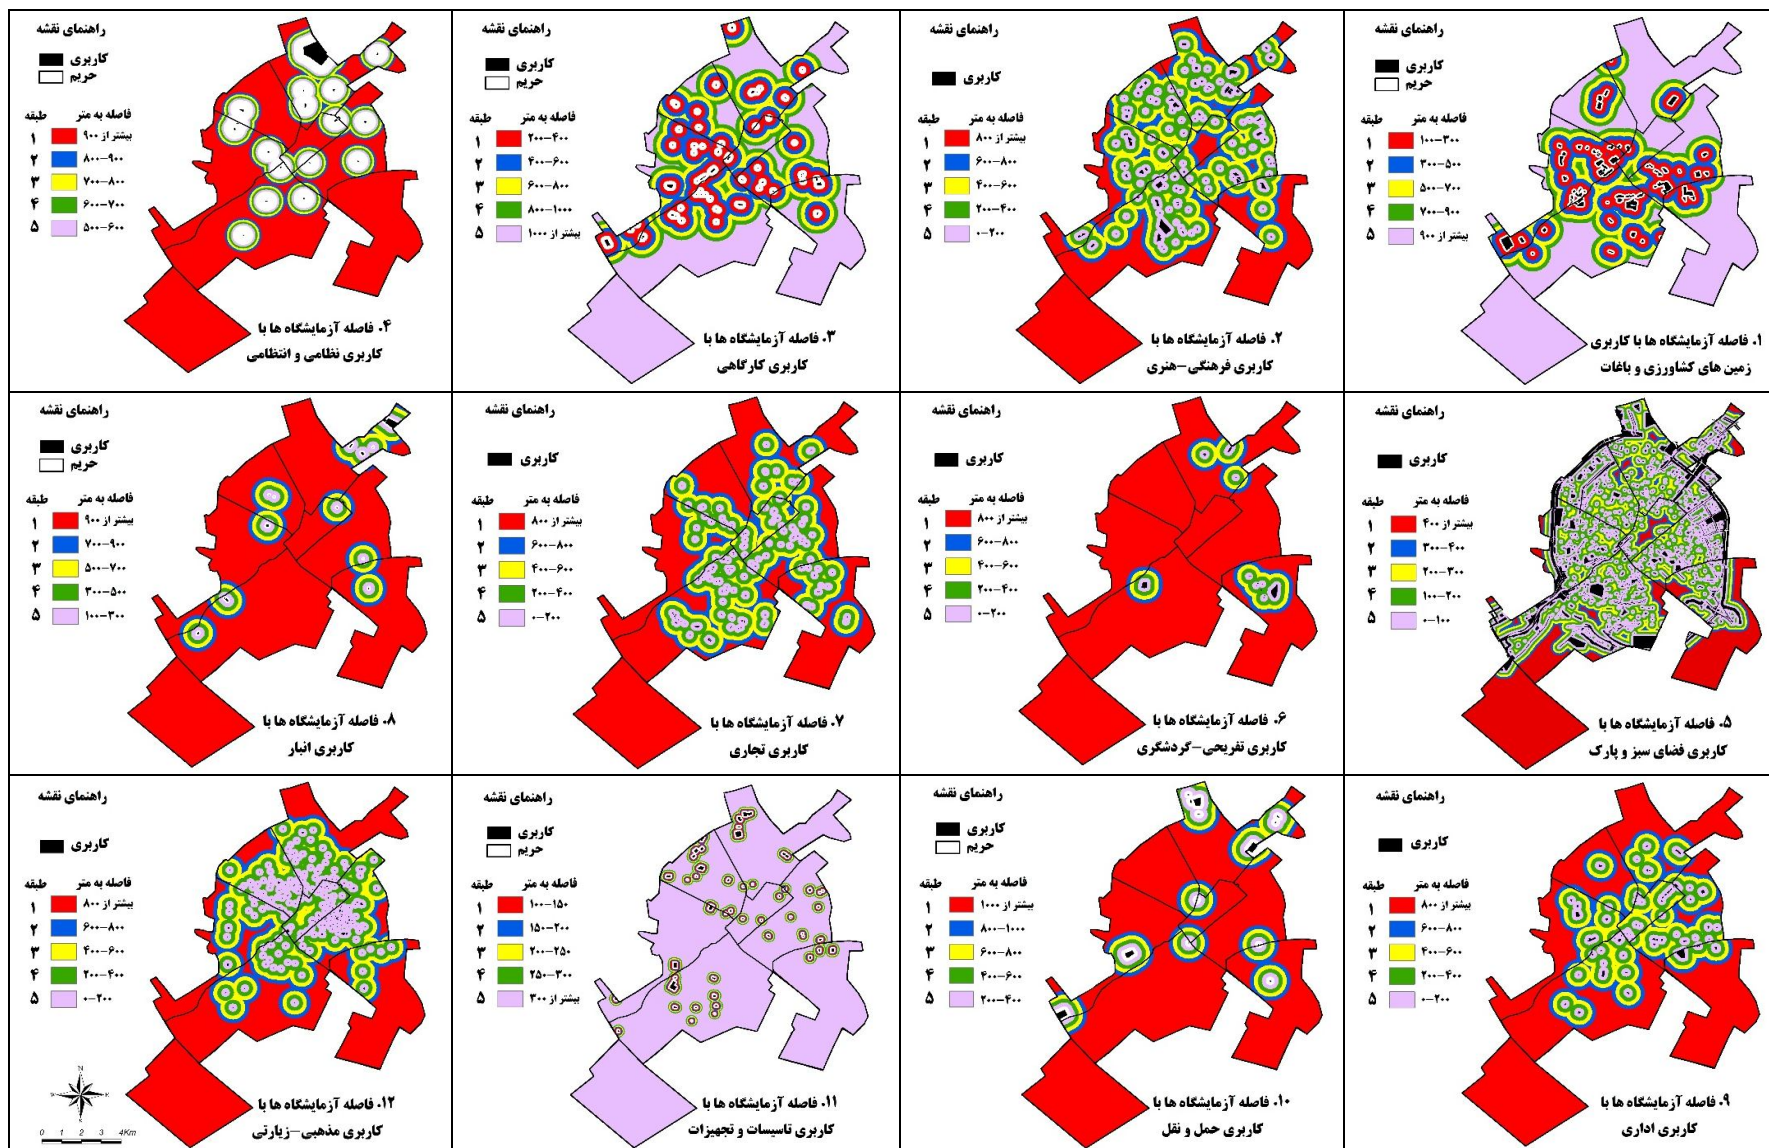 راهنمای نقشه
کاربری
حریم
فاصله به متر طبقه
۱۰۰-۳۰۰ ۱
۳۰۰-۵۰۰ ۲
۵۰۰-۷۰۰ ۳
۷۰۰-۹۰۰ ۴
بیشتر از ۹۰۰ ۵
۱. فاصله آزمایشگاه ها با کاربری
زمین های کشاورزی و باغات
راهنمای نقشه
کاربری
فاصله به متر طبقه
بیشتر از ۸۰۰ ۱
۶۰۰-۸۰۰ ۲
۴۰۰-۶۰۰ ۳
۲۰۰-۴۰۰ ۴
۰-۲۰۰ ۵
۲. فاصله آزمایشگاه ها با
کاربری فرهنگی-هنری
راهنمای نقشه
کاربری
حریم
فاصله به متر طبقه
۲۰۰-۴۰۰ ۱
۴۰۰-۶۰۰ ۲
۶۰۰-۸۰۰ ۳
۸۰۰-۱۰۰۰ ۴
بیشتر از ۱۰۰۰ ۵
۳. فاصله آزمایشگاه ها با
کاربری کارگاهی
راهنمای نقشه
کاربری
حریم
فاصله به متر طبقه
بیشتر از ۹۰۰ ۱
۸۰۰-۹۰۰ ۲
۷۰۰-۸۰۰ ۳
۶۰۰-۷۰۰ ۴
۵۰۰-۶۰۰ ۵
۴. فاصله آزمایشگاه ها با
کاربری نظامی و انتظامی
راهنمای نقشه
کاربری
فاصله به متر طبقه
بیشتر از ۴۰۰ ۱
۳۰۰-۴۰۰ ۲
۲۰۰-۳۰۰ ۳
۱۰۰-۲۰۰ ۴
۰-۱۰۰ ۵
۵. فاصله آزمایشگاه ها با
کاربری فضای سبز و پارک
راهنمای نقشه
کاربری
فاصله به متر طبقه
بیشتر از ۸۰۰ ۱
۶۰۰-۸۰۰ ۲
۴۰۰-۶۰۰ ۳
۲۰۰-۴۰۰ ۴
۰-۲۰۰ ۵
۶. فاصله آزمایشگاه ها با
کاربری تفریحی-گردشگری
راهنمای نقشه
کاربری
فاصله به متر طبقه
بیشتر از ۸۰۰ ۱
۶۰۰-۸۰۰ ۲
۴۰۰-۶۰۰ ۳
۲۰۰-۴۰۰ ۴
۰-۲۰۰ ۵
۷. فاصله آزمایشگاه ها با
کاربری تجاری
راهنمای نقشه
کاربری
حریم
فاصله به متر طبقه
بیشتر از ۹۰۰ ۱
۷۰۰-۹۰۰ ۲
۵۰۰-۷۰۰ ۳
۳۰۰-۵۰۰ ۴
۱۰۰-۳۰۰ ۵
۸. فاصله آزمایشگاه ها با
کاربری انبار
راهنمای نقشه
کاربری
فاصله به متر طبقه
بیشتر از ۸۰۰ ۱
۶۰۰-۸۰۰ ۲
۴۰۰-۶۰۰ ۳
۲۰۰-۴۰۰ ۴
۰-۲۰۰ ۵
۹. فاصله آزمایشگاه ها با
کاربری اداری
راهنمای نقشه
کاربری
حریم
فاصله به متر طبقه
بیشتر از ۱۰۰۰ ۱
۸۰۰-۱۰۰۰ ۲
۶۰۰-۸۰۰ ۳
۴۰۰-۶۰۰ ۴
۲۰۰-۴۰۰ ۵
۱۰. فاصله آزمایشگاه ها با
کاربری حمل و نقل
راهنمای نقشه
کاربری
حریم
فاصله به متر طبقه
۱۰۰-۱۵۰ ۱
۱۵۰-۲۰۰ ۲
۲۰۰-۲۵۰ ۳
۲۵۰-۳۰۰ ۴
بیشتر از ۳۰۰ ۵
۱۱. فاصله آزمایشگاه ها با
کاربری تاسیسات و تجهیزات
راهنمای نقشه
کاربری
فاصله به متر طبقه
بیشتر از ۸۰۰ ۱
۶۰۰-۸۰۰ ۲
۴۰۰-۶۰۰ ۳
۲۰۰-۴۰۰ ۴
۰-۲۰۰ ۵
۱۲. فاصله آزمایشگاه ها با
کاربری مذهبی-زیارتی
N
0 1 2 3 4Km